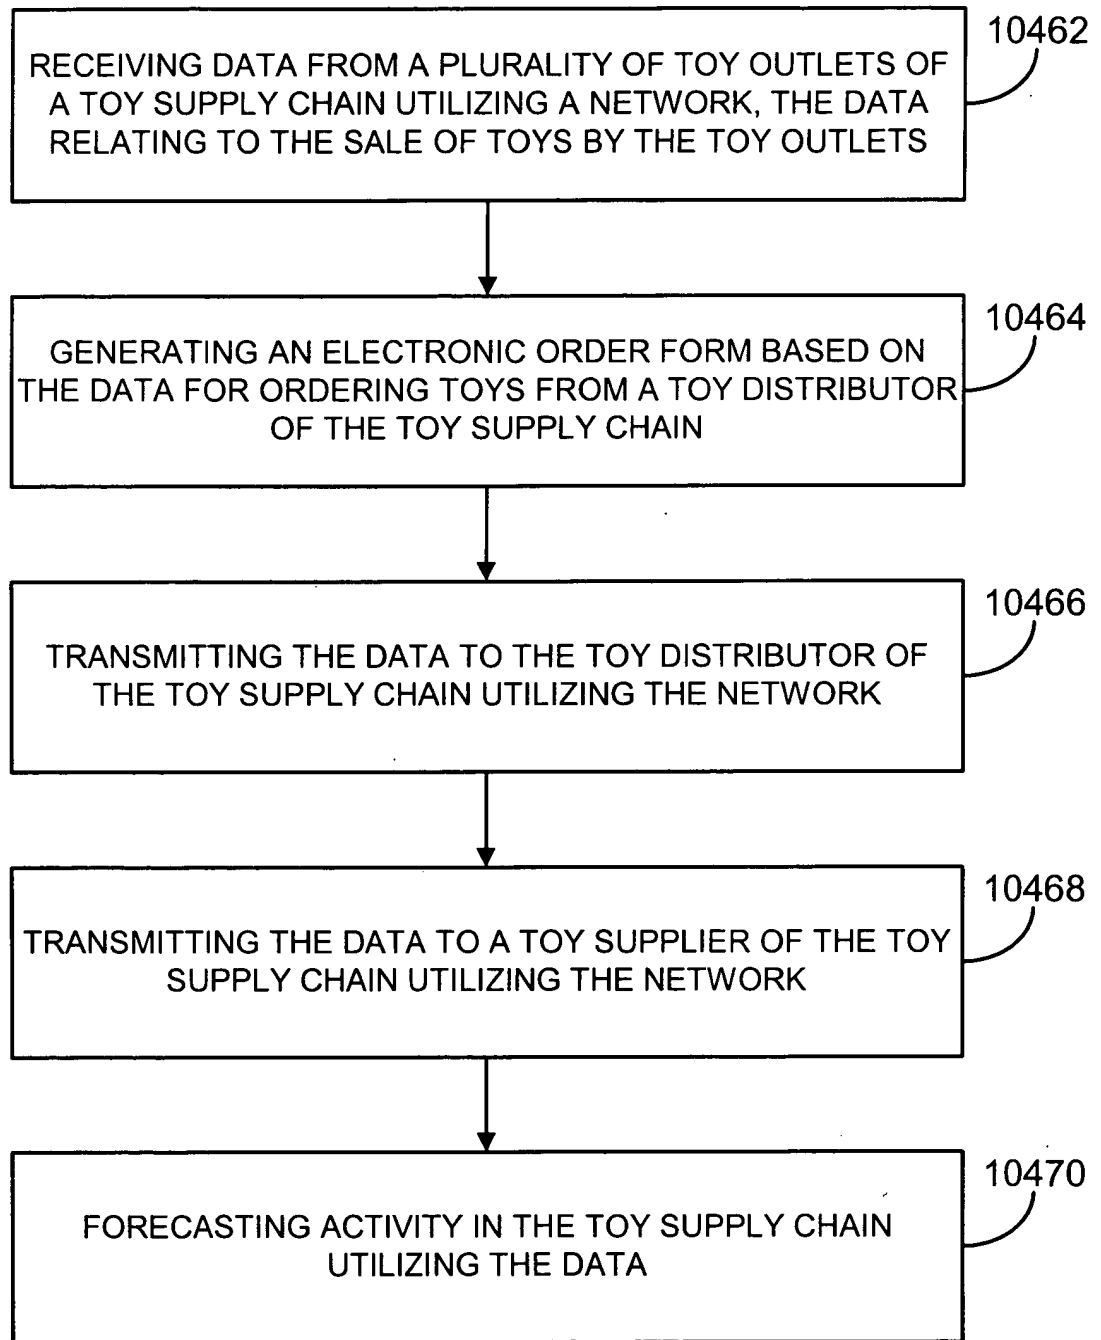 10462
RECEIVING DATA FROM A PLURALITY OF TOY OUTLETS OF
A TOY SUPPLY CHAIN UTILIZING A NETWORK, THE DATA
RELATING TO THE SALE OF TOYS BY THE TOY OUTLETS
10464
GENERATING AN ELECTRONIC ORDER FORM BASED ON
THE DATA FOR ORDERING TOYS FROM A TOY DISTRIBUTOR
OF THE TOY SUPPLY CHAIN
10466
TRANSMITTING THE DATA TO THE TOY DISTRIBUTOR OF
THE TOY SUPPLY CHAIN UTILIZING THE NETWORK
10468
TRANSMITTING THE DATA TO A TOY SUPPLIER OF THE TOY
SUPPLY CHAIN UTILIZING THE NETWORK
10470
FORECASTING ACTIVITY IN THE TOY SUPPLY CHAIN
UTILIZING THE DATA